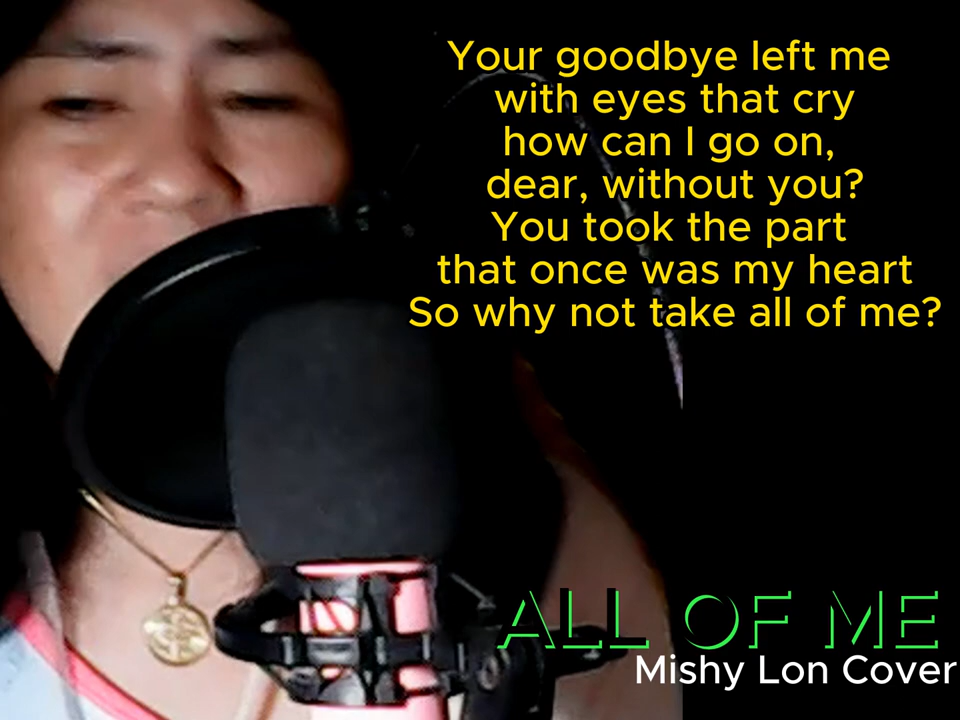 Your goodbye left me
with eyes that cry
how can I go on,
dear, without you?
You took the part
that once was my heart
So why not take all of me?
ALL OF ME
Mishy Lon Cover